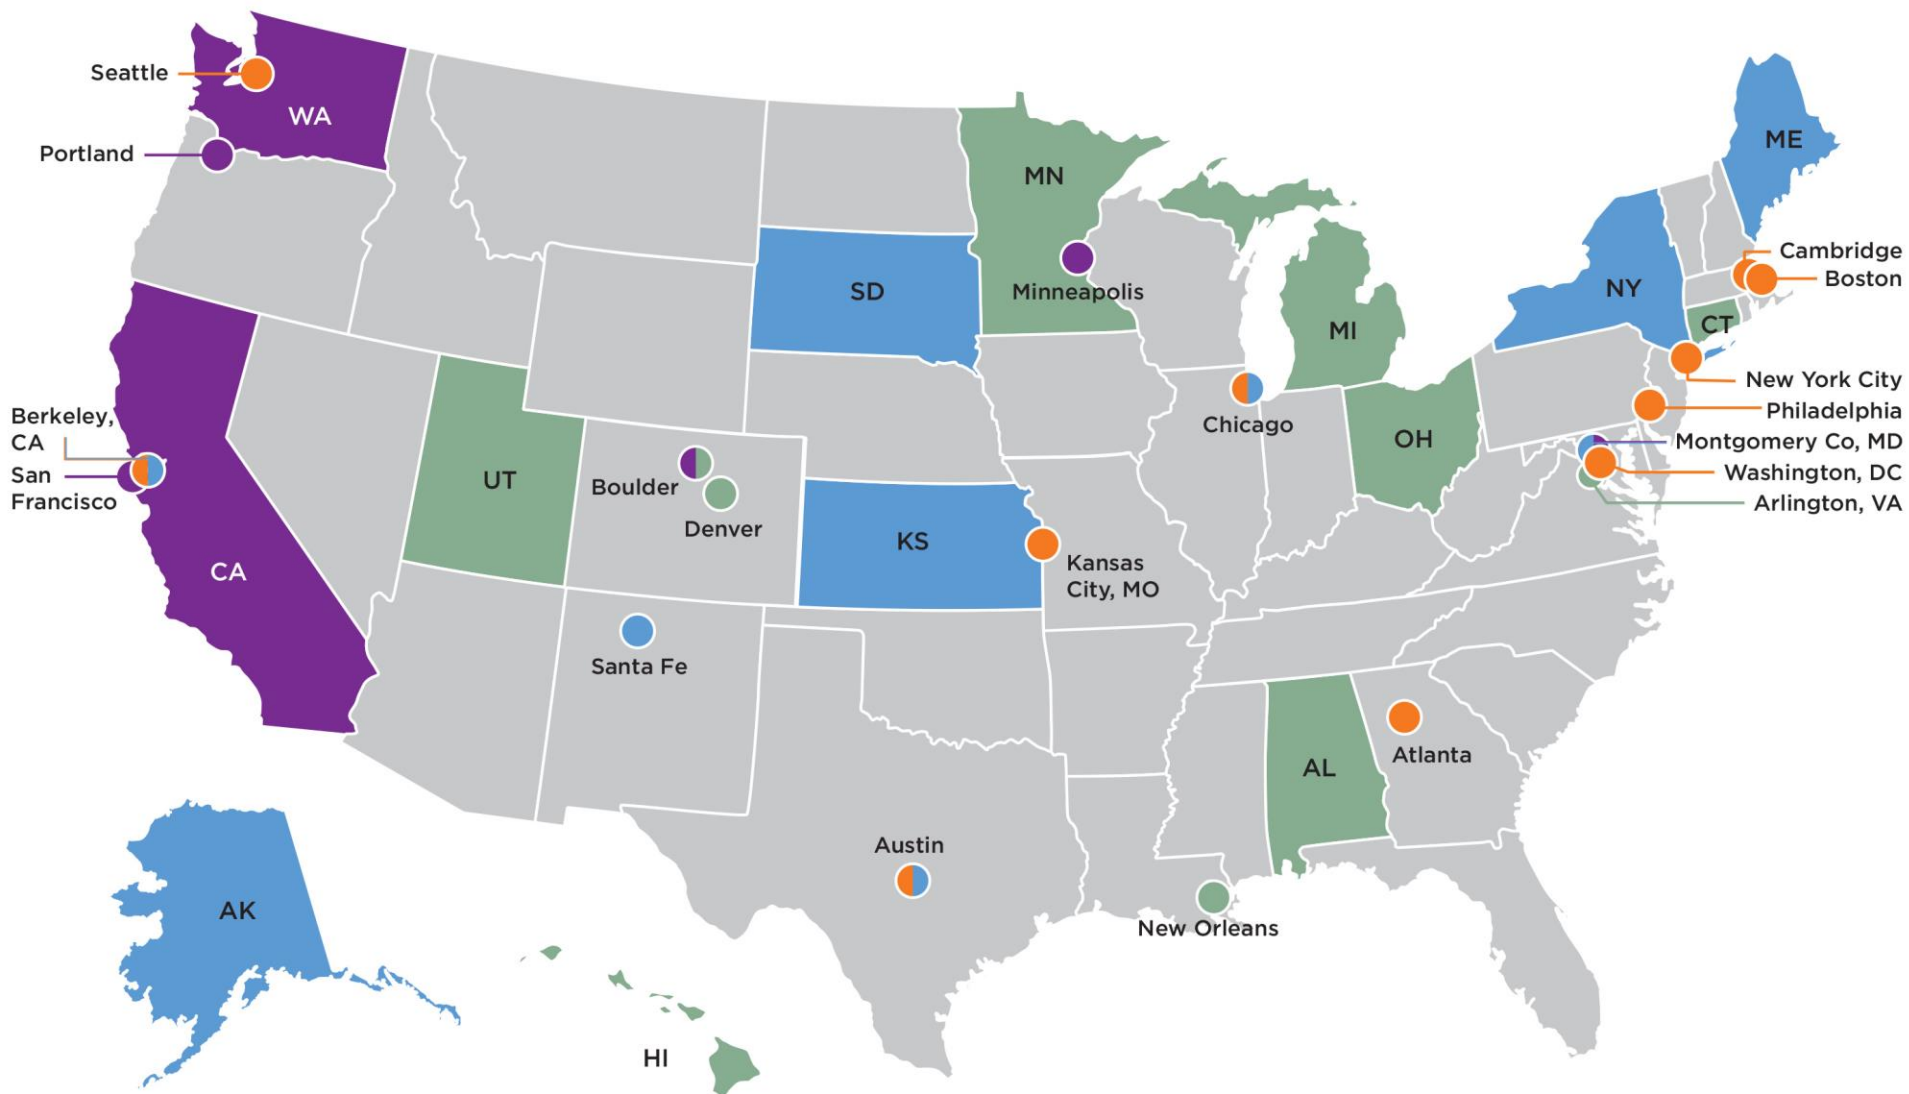 Seattle
WA
Portland
MN
ME
Cambridge
Boston
SD
Minneapolis
NY
MI
CT
New York City
Berkeley,
CA
Chicago
Philadelphia
OH
Montgomery Co, MD
San
Francisco
UT
Boulder
Washington, DC
Denver
Arlington, VA
KS
Kansas
City, MO
CA
Santa Fe
AL
Atlanta
Austin
AK
New Orleans
HI